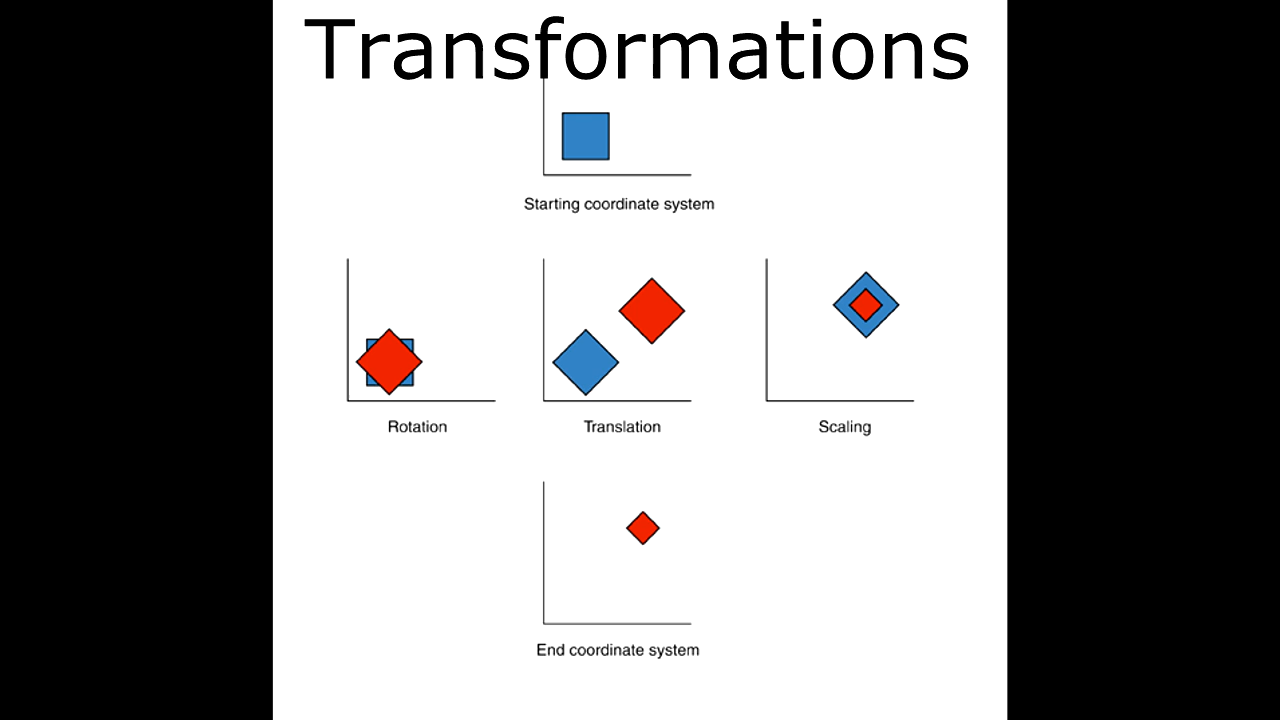 Transformations
Starting coordinate system
Rotation
Translation
Scaling
End coordinate system